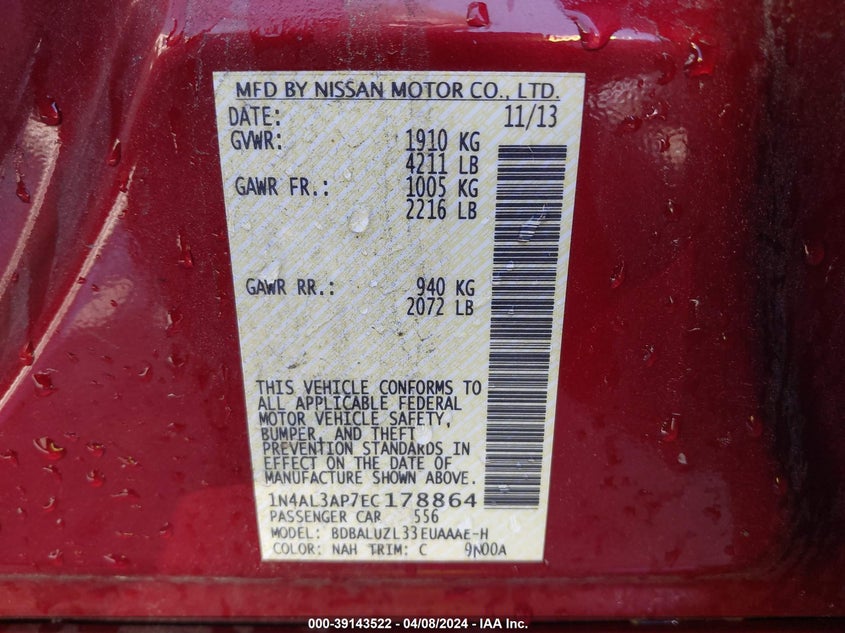 MFD BY NISSAN MOTOR CO., LTD.
DATE: 11/13
GVWR: 1910 KG
4211 LB
GAWR FR.: 1005 KG
2216 LB
GAWR RR.: 940 KG
2072 LB
THIS VEHICLE CONFORMS TO
ALL APPLICABLE FEDERAL
MOTOR VEHICLE SAFETY,
BUMPER, AND THEFT
PREVENTION STANDARDS IN
EFFECT ON THE DATE OF
MANUFACTURE SHOWN ABOVE.
1N4AL3AP7EC178864
PASSENGER CAR 556
MODEL: BDBALUZL33EUAAAE-H
COLOR: NAH TRIM: C 9N00A
000-39143522 - 04/08/2024 - IAA Inc.